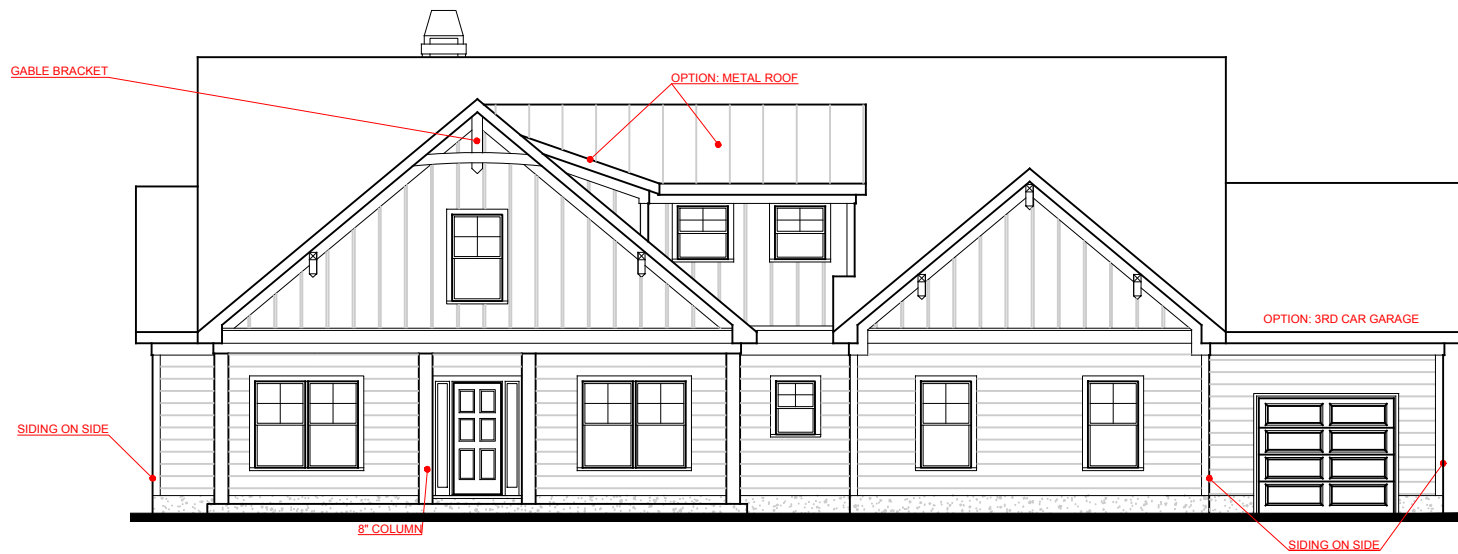 GABLE BRACKET
OPTION: METAL ROOF
OPTION: 3RD CAR GARAGE
SIDING ON SIDE
8" COLUMN
SIDING ON SIDE